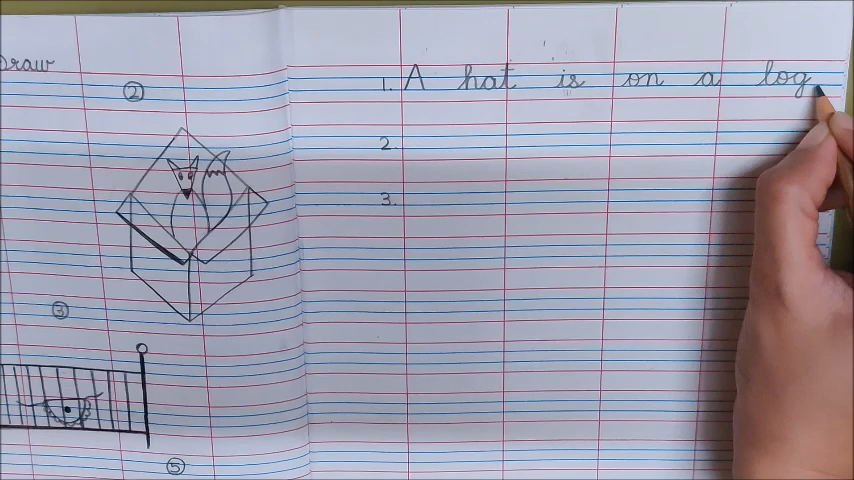 Draw
②
1. A hat is on a log.
2.
3.
③
⑤